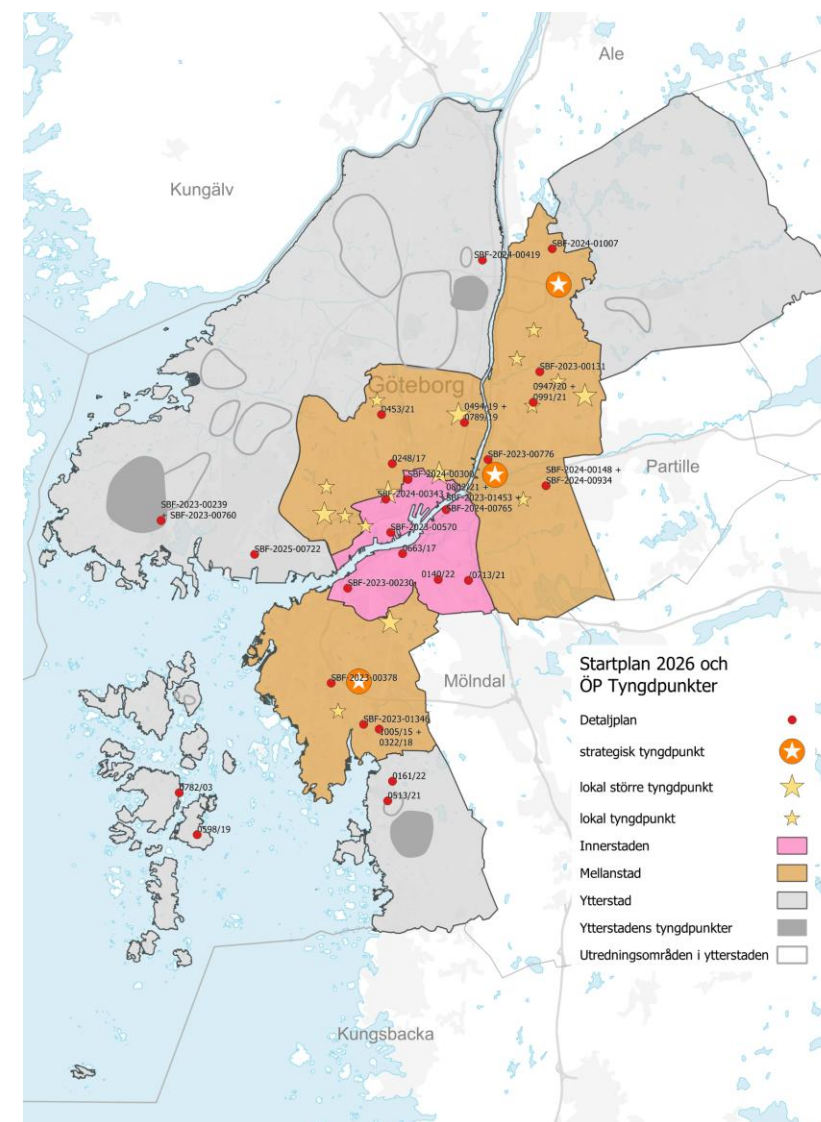 Ale
Kungälv
SBF-2024-01007
SBF-2024-00419
SBF-2023-00131
Göteborg
0947/20 +
0991/21
0453/21
0494/19 +
0789/19
0248/17
SBF-2023-00776
Partille
SBF-2024-00300
SBF-2024-00148 +
SBF-2024-00934
0802/21 +
SBF-2024-00343
SBF-2023-01453 +
SBF-2024-00765
SBF-2023-00239
+ SBF-2023-00760
SBF-2023-00570
SBF-2025-00722
0663/17
0140/22
0713/21
SBF-2023-00230
Startplan 2026 och
ÖP Tyngdpunkter
Mölndal
SBF-2023-00378
Detaljplan
SBF-2023-01346
1005/15 +
0322/18
strategisk tyngdpunkt
lokal större tyngdpunkt
0161/22
0782/03
0513/21
lokal tyngdpunkt
0598/19
Innerstaden
Mellanstad
Ytterstad
Ytterstadens tyngdpunkter
Utredningsområden i ytterstaden
Kungsbacka